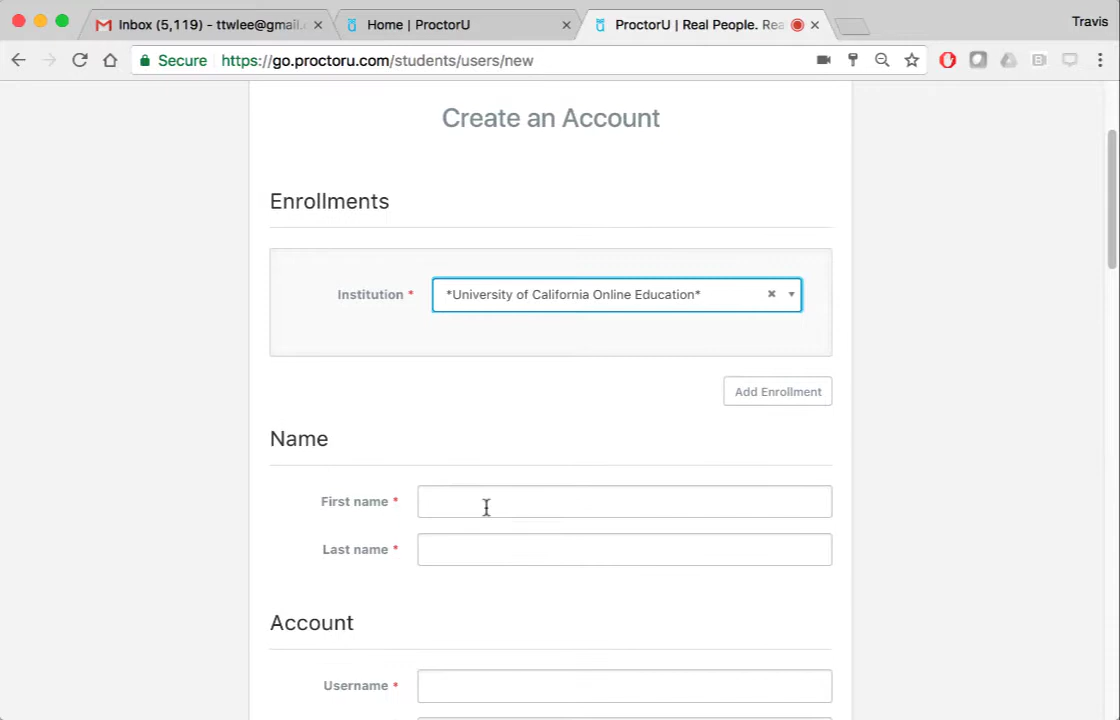 Inbox (5,119) - ttwlee@gmail.
Home | ProctorU
ProctorU | Real People. Rea
Travis
Secure
https://go.proctoru.com/students/users/new
Create an Account
Enrollments
Institution *
*University of California Online Education*
Add Enrollment
Name
First name *
Last name *
Account
Username *